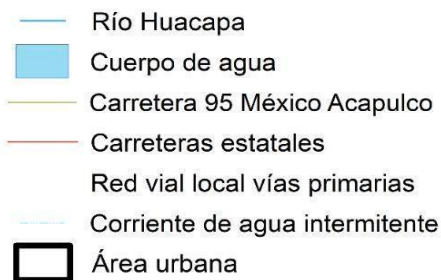 Río Huacapa
Cuerpo de agua
Carretera 95 México Acapulco
Carreteras estatales
Red vial local vías primarias
Corriente de agua intermitente
Área urbana